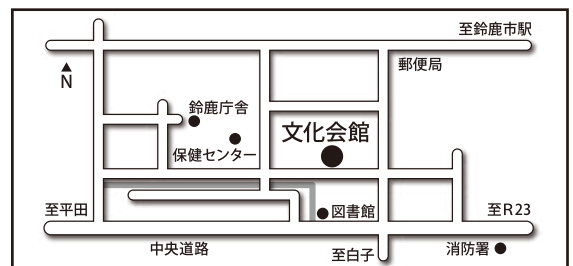 至鈴鹿市駅
郵便局
N
鈴鹿庁舎
文化会館
保健センター
至平田
図書館
至R23
中央道路
至白子
消防署